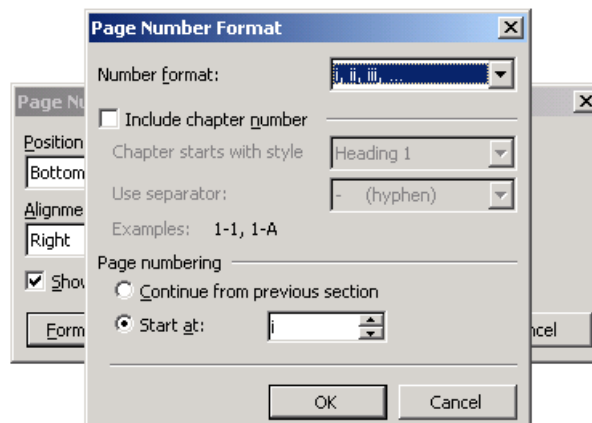 Page Number Format
Number format: i, ii, iii, ...
Page Nu
Include chapter number
Position
Chapter starts with style Heading 1
Bottom
Use separator: - (hyphen)
Alignme
Examples: 1-1, 1-A
Right
Page numbering
Show
Continue from previous section
Start at: i
Form
ncel
OK Cancel